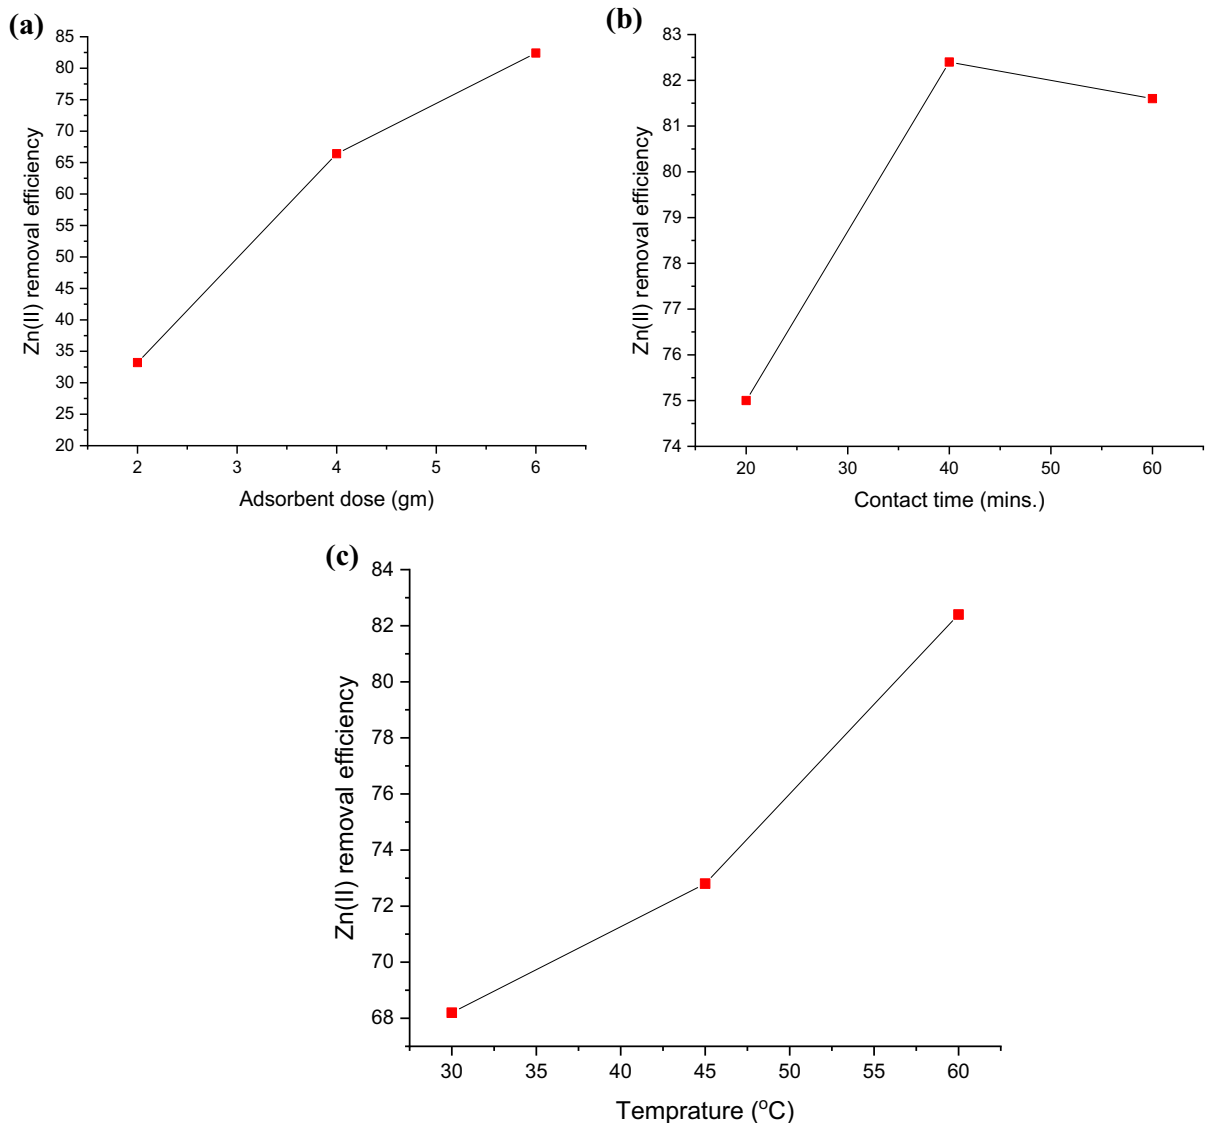 (a)
85
80
75
70
65
60
55
50
45
40
35
30
25
20
Zn(II) removal efficiency
2 3 4 5 6
Adsorbent dose (gm)
(b)
83
82
81
80
79
78
77
76
75
74
Zn(II) removal efficiency
20 30 40 50 60
Contact time (mins.)
(c)
84
82
80
78
76
74
72
70
68
Zn(II) removal efficiency
30 35 40 45 50 55 60
Temprature (°C)